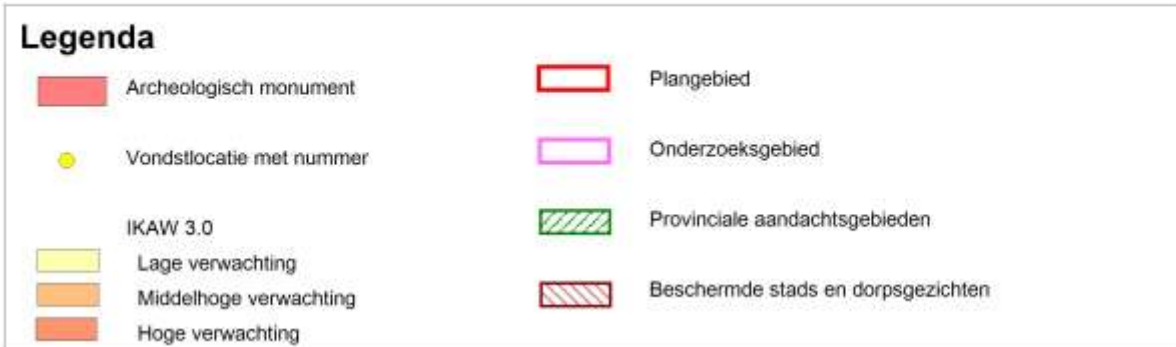 Legenda
Archeologisch monument
Vondstlocatie met nummer
IKAW 3.0
Lage verwachting
Middelhoge verwachting
Hoge verwachting
Plangebied
Onderzoeksgebied
Provinciale aandachtsgebieden
Beschermde stads en dorpsgezichten